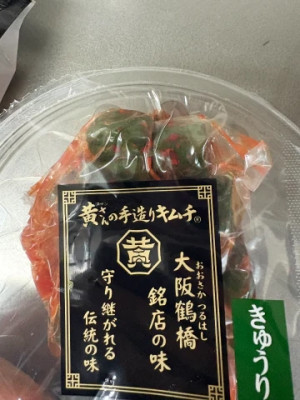 黄さんの手造りキムチ®
黄
大阪鶴橋
おおさか つるはし
銘店の味
守り継がれる
伝統の味
きゅうり